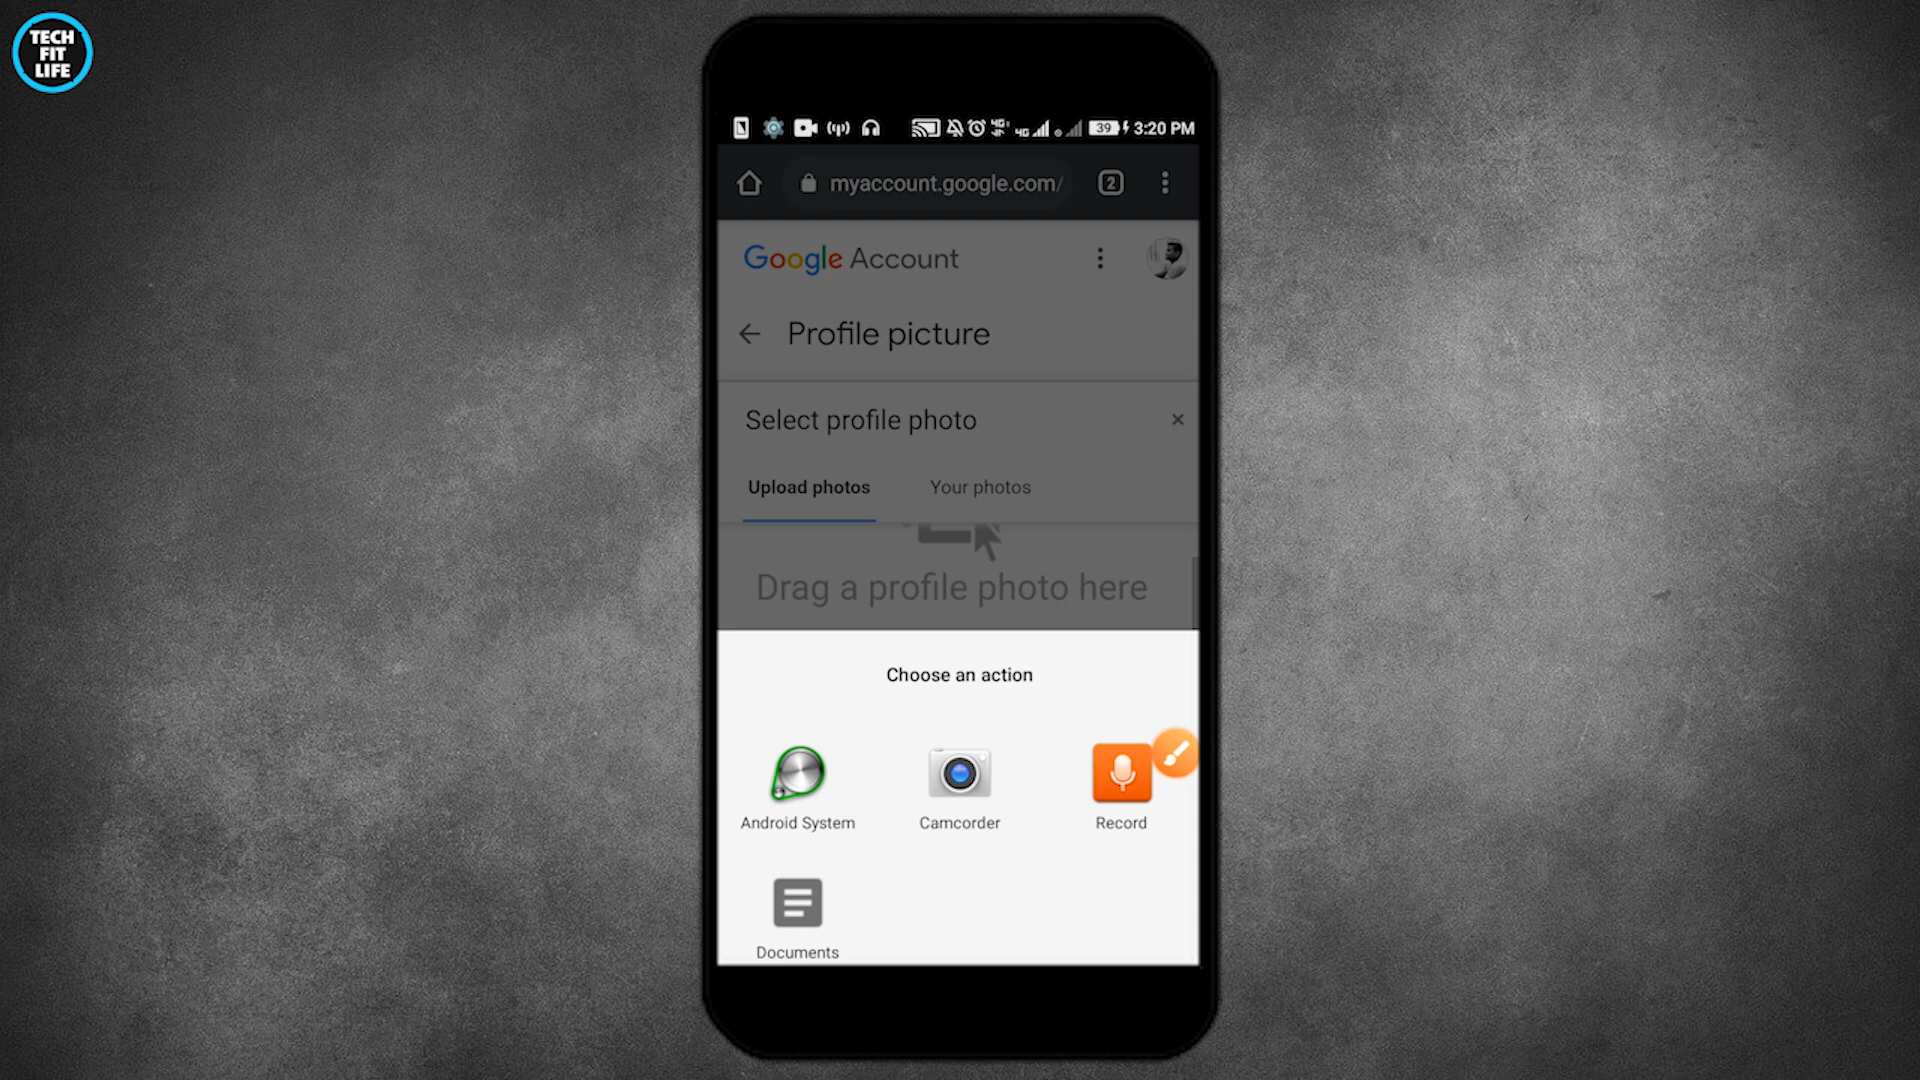 TECH
FIT
LIFE
39 3:20 PM
myaccount.google.com/ 2
Google Account
Profile picture
Select profile photo
Upload photos Your photos
Drag a profile photo here
Choose an action
Android System Camcorder Record
Documents